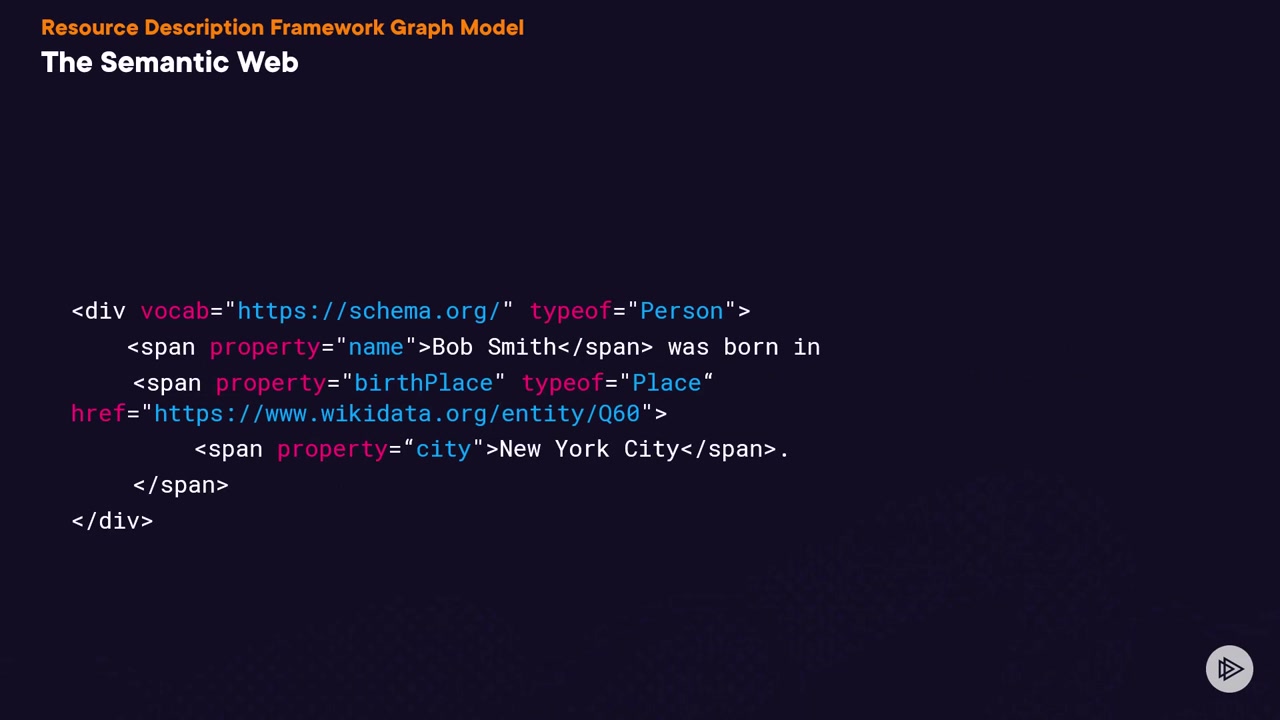 Resource Description Framework Graph Model
The Semantic Web
<div vocab="https://schema.org/" typeof="Person">
<span property="name">Bob Smith</span> was born in
<span property="birthPlace" typeof="Place“
href="https://www.wikidata.org/entity/Q60">
<span property=“city">New York City</span>.
</span>
</div>